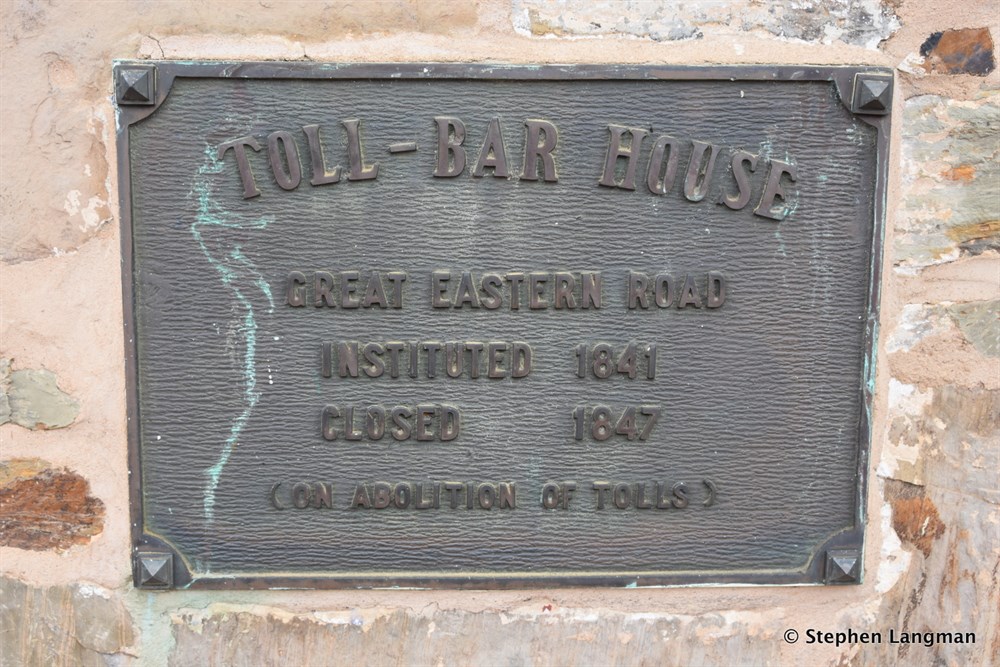 TOLL-BAR HOUSE
GREAT EASTERN ROAD
INSTITUTED 1841
CLOSED 1847
(ON ABOLITION OF TOLLS)
© Stephen Langman